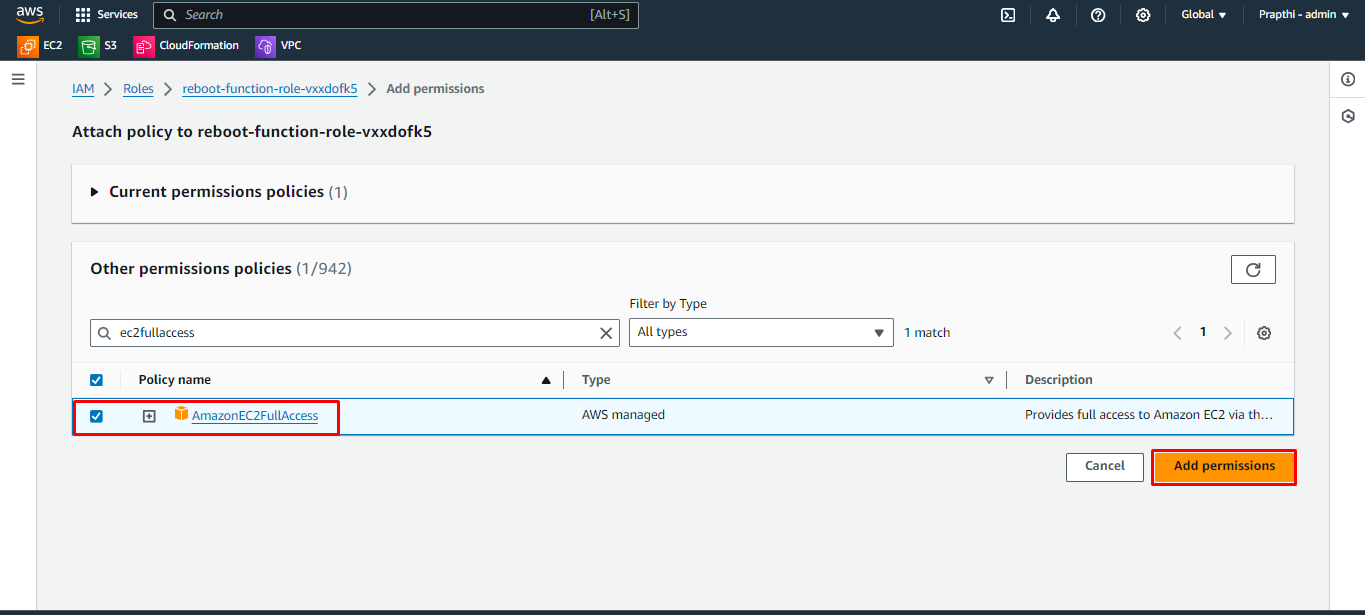 aws Services Search [Alt+S] Global Prapthi - admin
EC2 S3 CloudFormation VPC
IAM Roles reboot-function-role-vxxdofk5 Add permissions
Attach policy to reboot-function-role-vxxdofk5
Current permissions policies (1)
Other permissions policies (1/942)
Filter by Type
ec2fullaccess All types 1 match 1
Policy name Type Description
AmazonEC2FullAccess AWS managed Provides full access to Amazon EC2 via th...
Cancel Add permissions